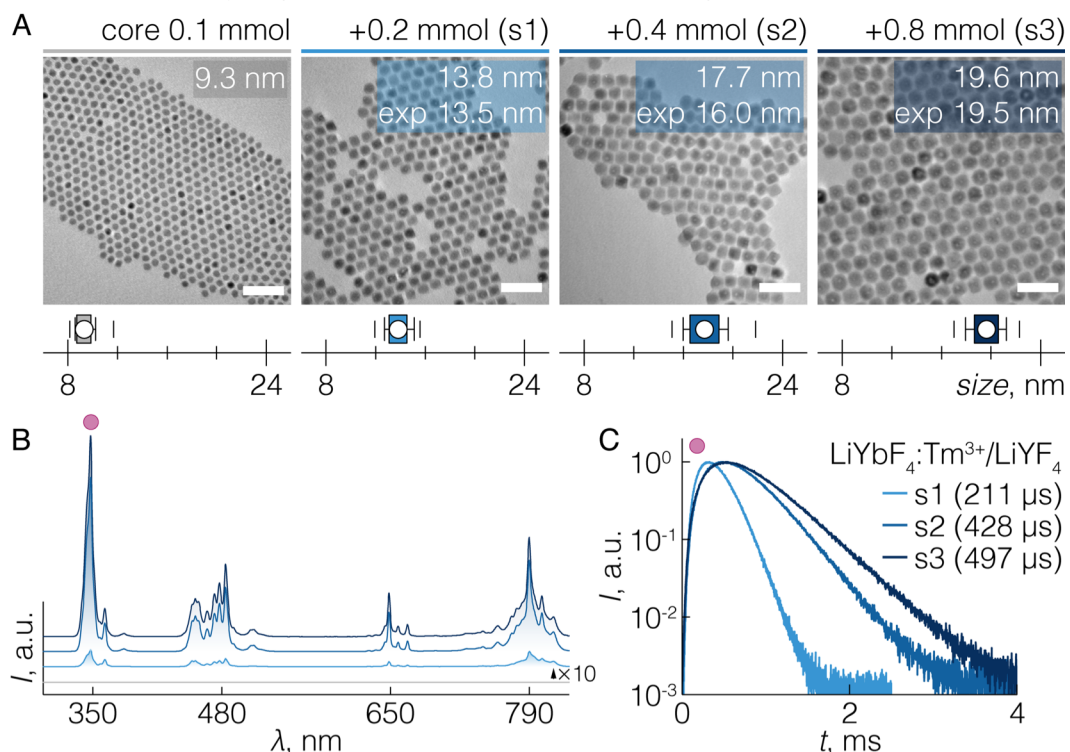 A
core 0.1 mmol
+0.2 mmol (s1)
+0.4 mmol (s2)
+0.8 mmol (s3)
9.3 nm
13.8 nm
exp 13.5 nm
17.7 nm
exp 16.0 nm
19.6 nm
exp 19.5 nm
8 24
8 24
8 24
8 size, nm
B
I, a.u.
×10
350 480 650 790
λ, nm
C
LiYbF₄:Tm³⁺/LiYF₄
s1 (211 µs)
s2 (428 µs)
s3 (497 µs)
I, a.u.
10⁰
10⁻¹
10⁻²
10⁻³
0 2 4
t, ms